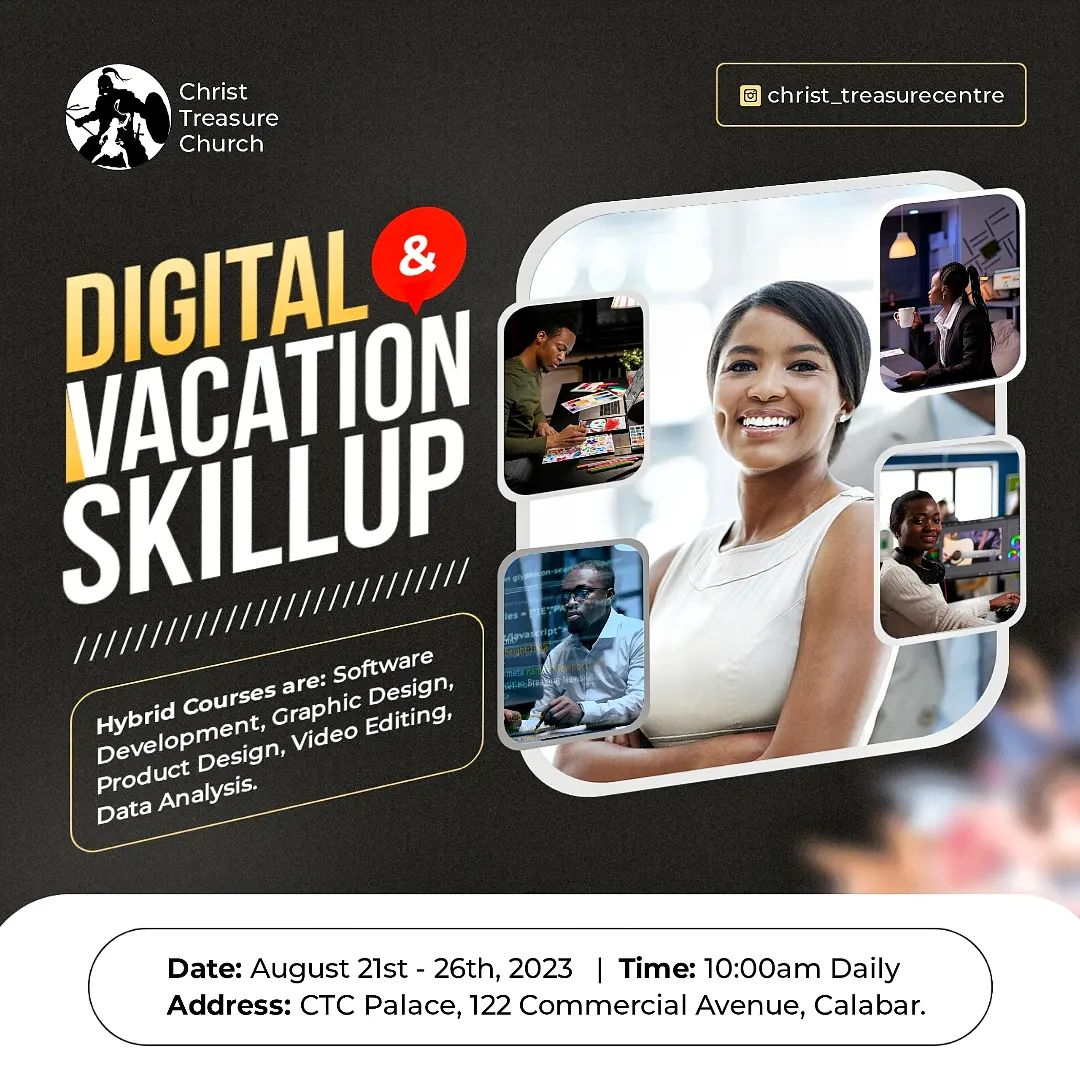 Christ
Treasure
Church
christ_treasurecentre
DIGITAL &
VACATION
SKILLUP
Hybrid Courses are: Software
Development, Graphic Design,
Product Design, Video Editing,
Data Analysis.
Date: August 21st - 26th, 2023 | Time: 10:00am Daily
Address: CTC Palace, 122 Commercial Avenue, Calabar.